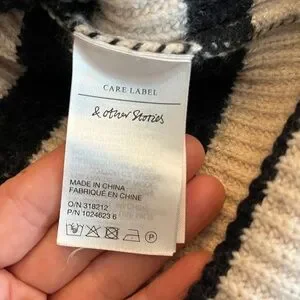 CARE LABEL
& other Stories
MADE IN CHINA
FABRIQUÉ EN CHINE
O/N 318212
P/N 1024623 6
P